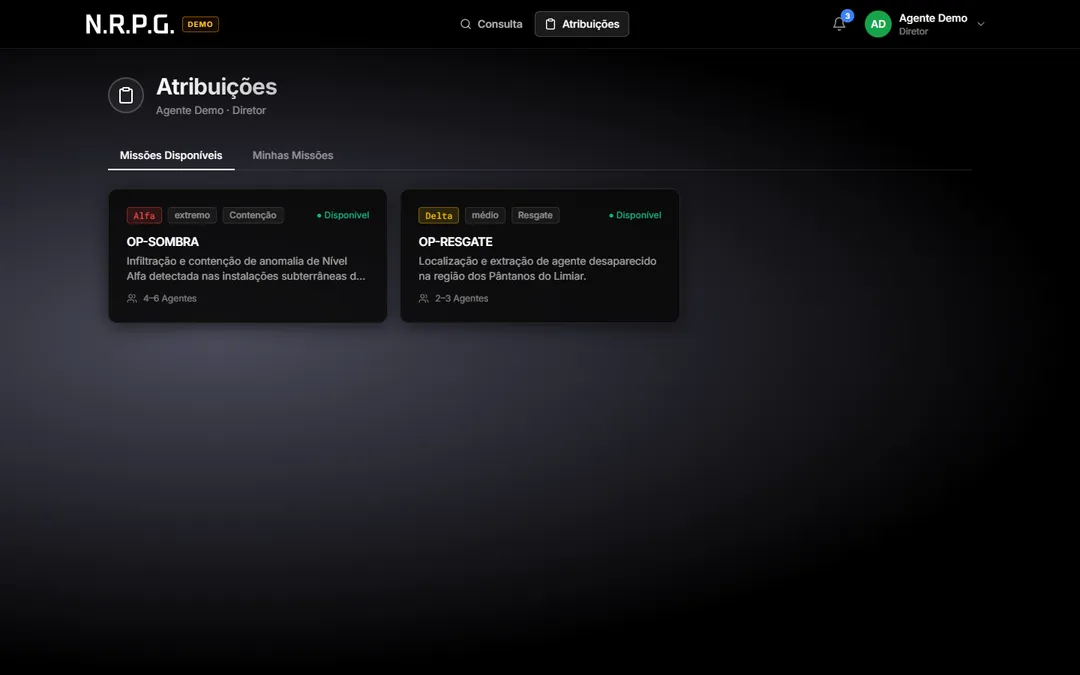 N.R.P.G. DEMO
Consulta
Atribuições
3
AD
Agente Demo
Diretor
Atribuições
Agente Demo · Diretor
Missões Disponíveis
Minhas Missões
Alfa extremo Contenção Disponível
OP-SOMBRA
Infiltração e contenção de anomalia de Nível
Alfa detectada nas instalações subterrâneas d...
4–6 Agentes
Delta médio Resgate Disponível
OP-RESGATE
Localização e extração de agente desaparecido
na região dos Pântanos do Limiar.
2–3 Agentes